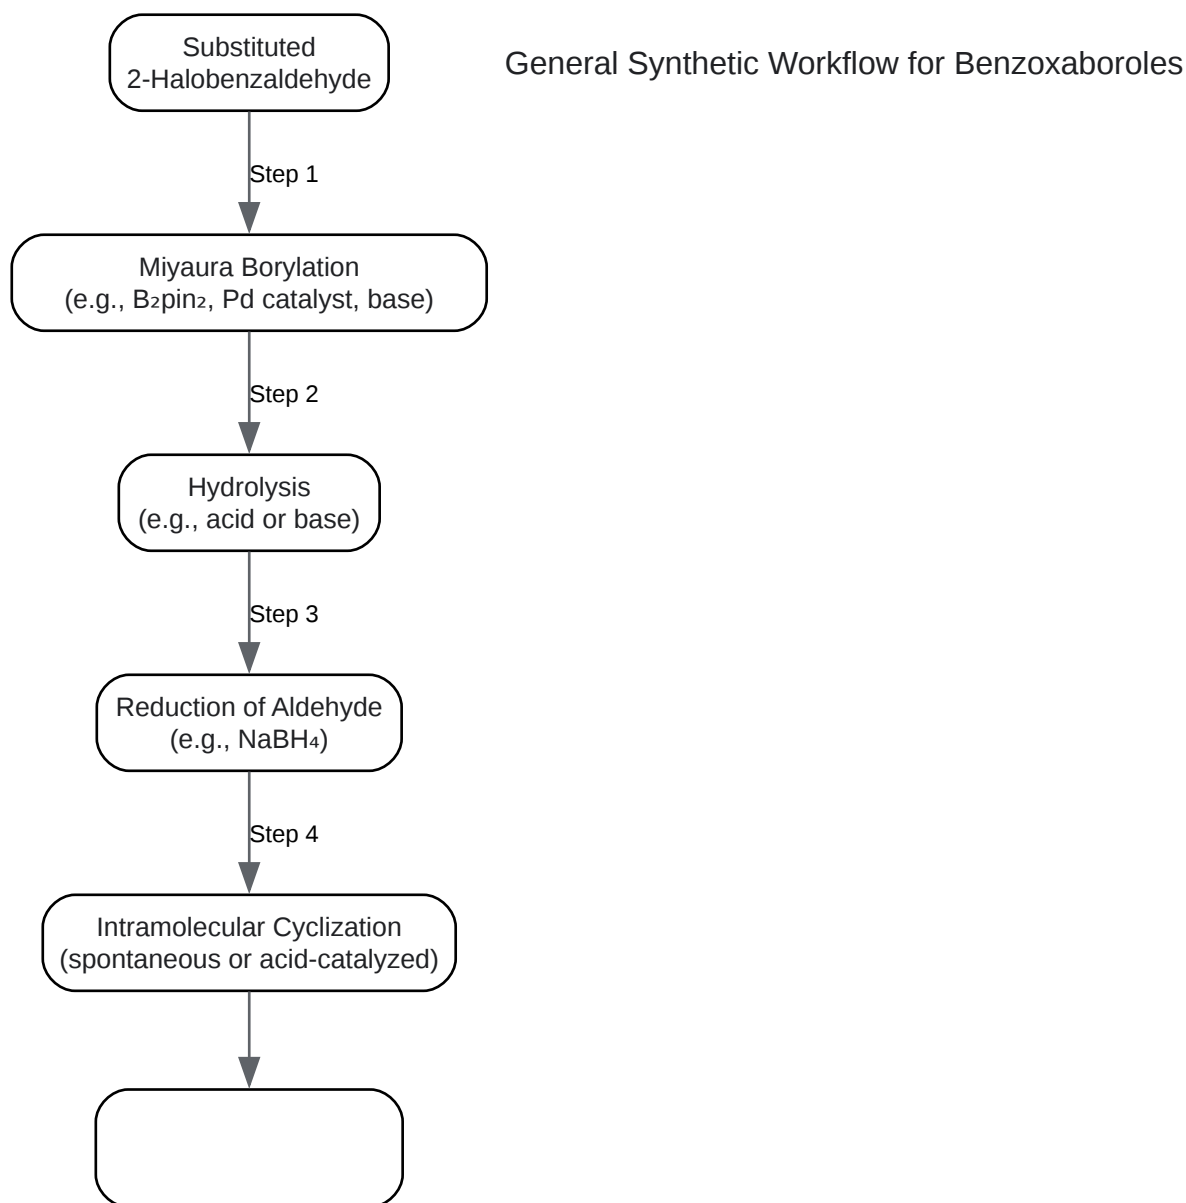 General Synthetic Workflow for Benzoxaboroles
Substituted
2-Halobenzaldehyde
Step 1
Miyaura Borylation
(e.g., B₂pin₂, Pd catalyst, base)
Step 2
Hydrolysis
(e.g., acid or base)
Step 3
Reduction of Aldehyde
(e.g., NaBH₄)
Step 4
Intramolecular Cyclization
(spontaneous or acid-catalyzed)